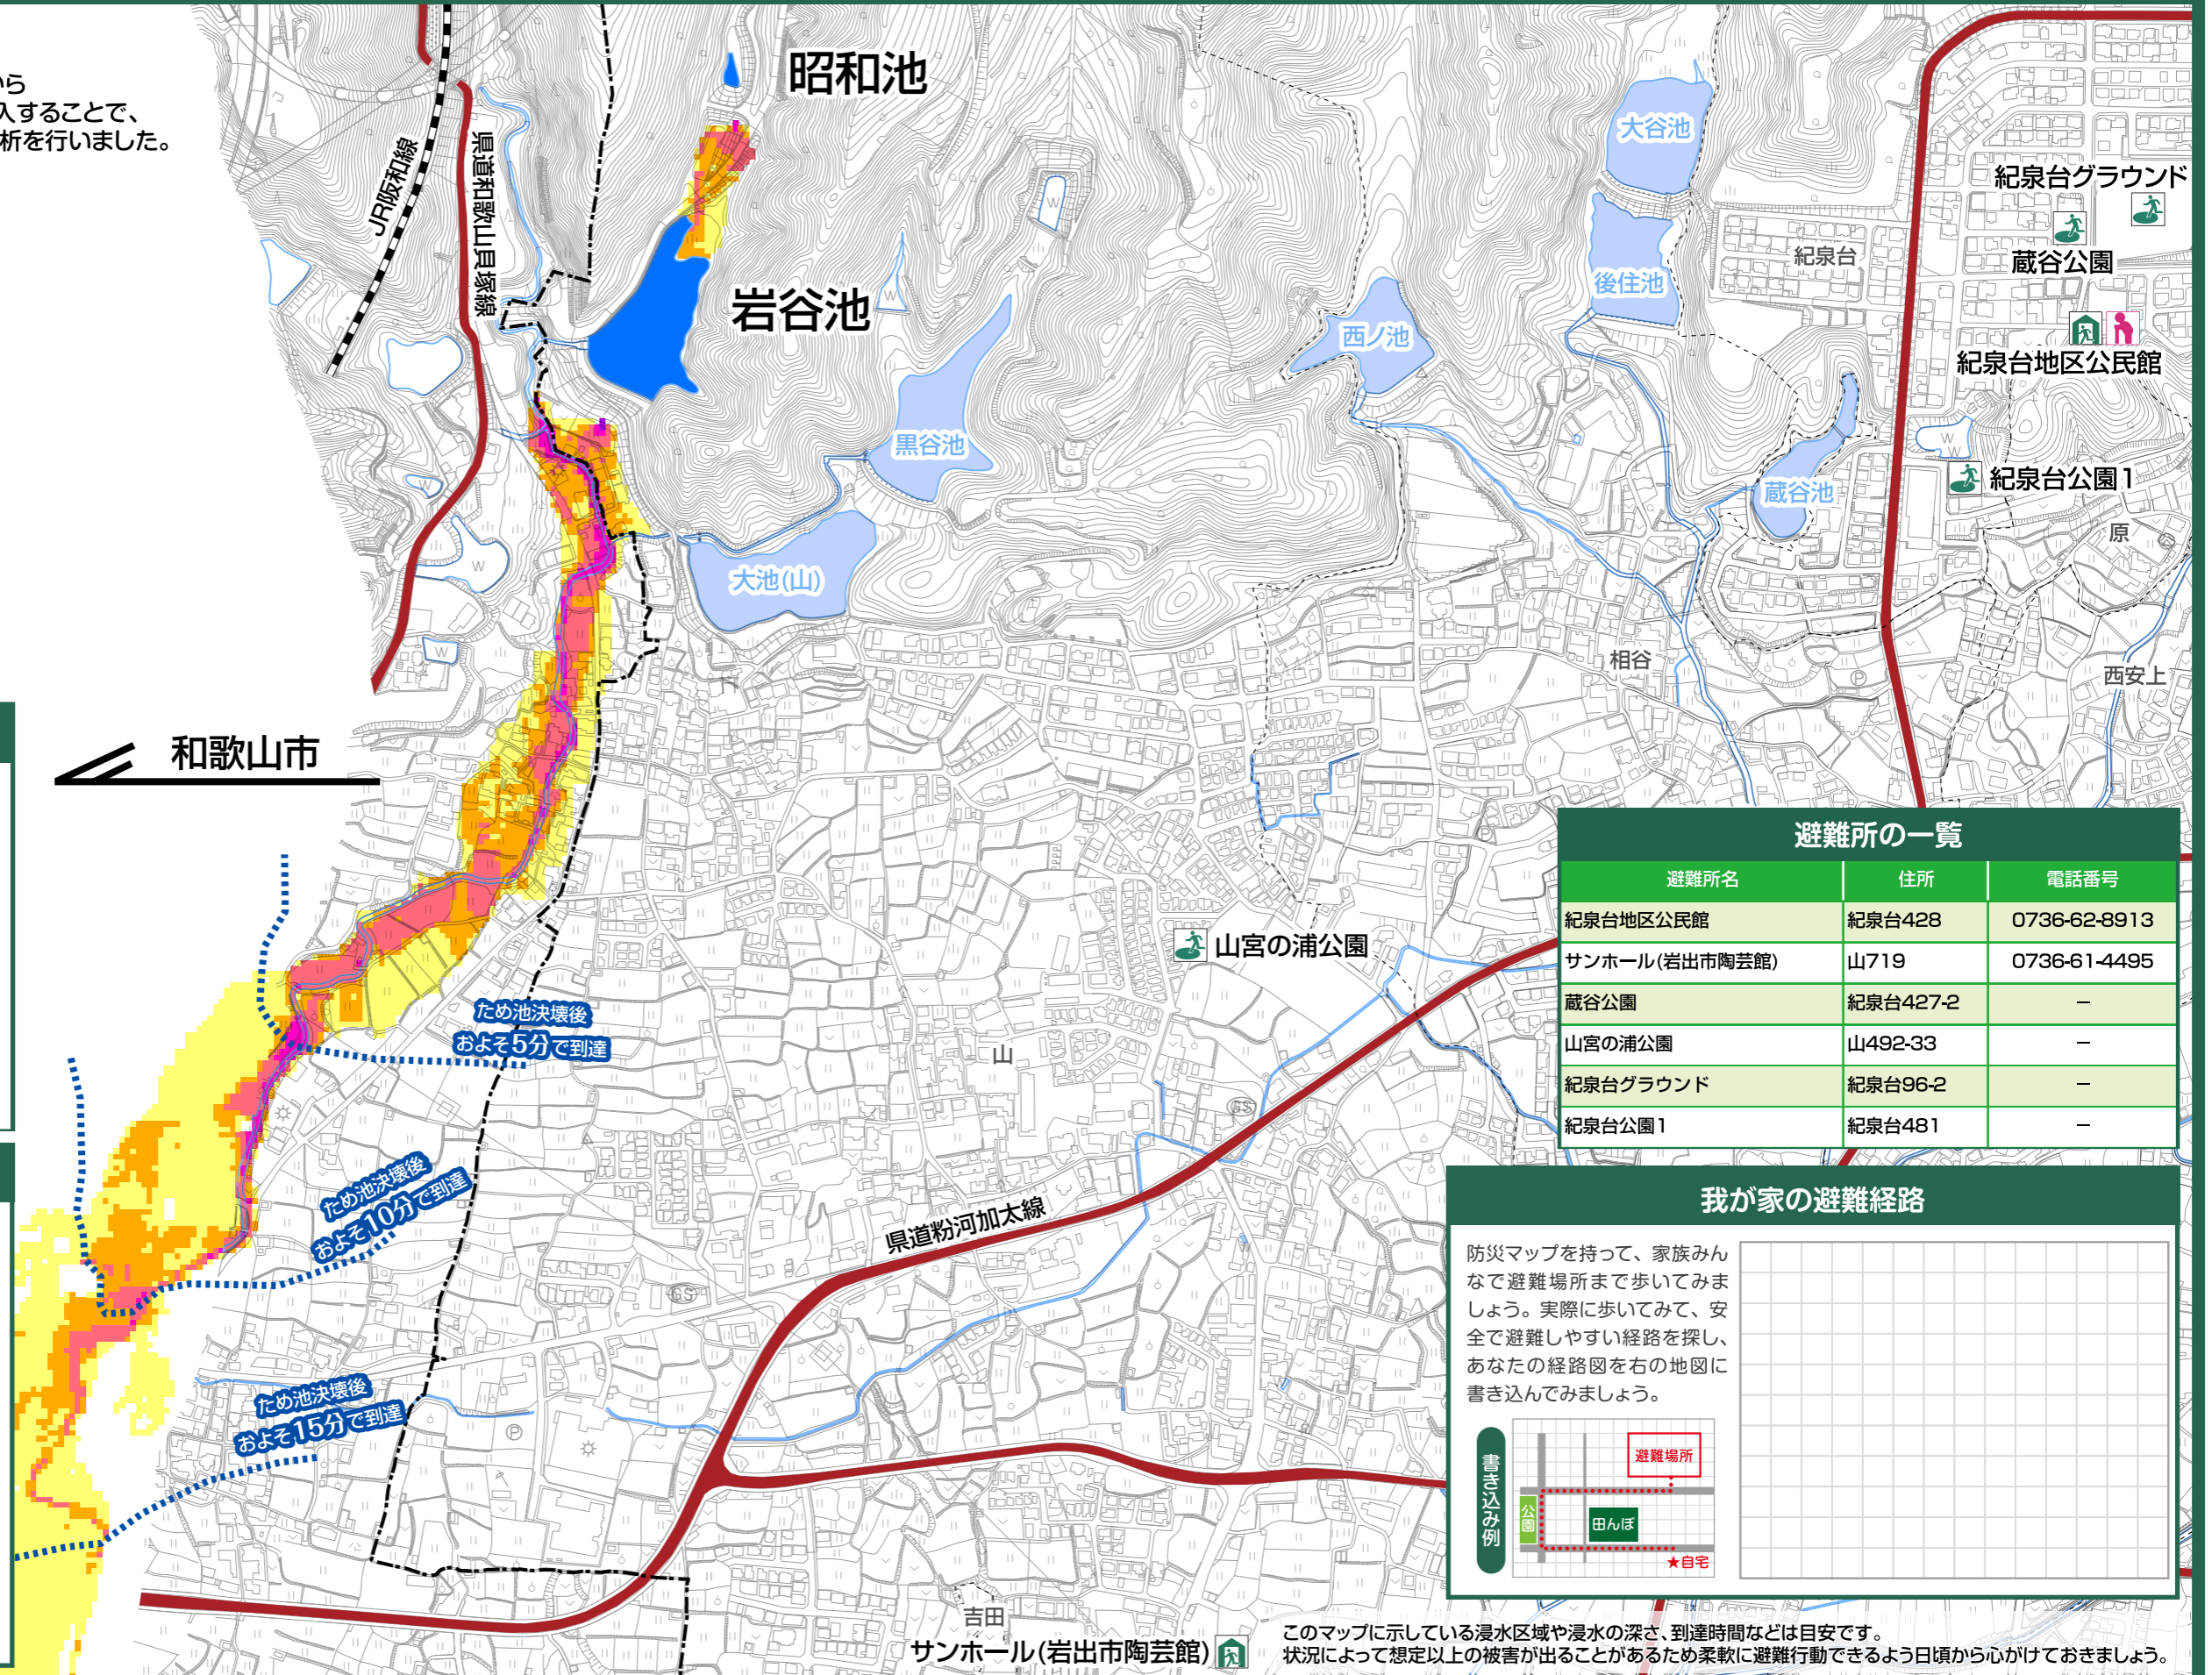 から
入することで、
析を行いました。
昭和池
JR阪和線
県道和歌山貝塚線
岩谷池
大谷池
後住池
紀泉台
紀泉台グラウンド
蔵谷公園
紀泉台地区公民館
西ノ池
黒谷池
蔵谷池
紀泉台公園1
原
大池(山)
相谷
西安上
和歌山市
W
W
W
W
W
W
P
山宮の浦公園
ため池決壊後
およそ5分で到達
山
GS
ため池決壊後
およそ10分で到達
県道粉河加太線
GS
ため池決壊後
およそ15分で到達
P
吉田
サンホール(岩出市陶芸館)
避難所の一覧
避難所名 住所 電話番号
紀泉台地区公民館 紀泉台428 0736-62-8913
サンホール(岩出市陶芸館) 山719 0736-61-4495
蔵谷公園 紀泉台427-2 −
山宮の浦公園 山492-33 −
紀泉台グラウンド 紀泉台96-2 −
紀泉台公園1 紀泉台481 −
我が家の避難経路
防災マップを持って、家族みん
なで避難場所まで歩いてみま
しょう。実際に歩いてみて、安
全で避難しやすい経路を探し、
あなたの経路図を右の地図に
書き込んでみましょう。
書き込み例
避難場所
公園
田んぼ
★自宅
このマップに示している浸水区域や浸水の深さ、到達時間などは目安です。
状況によって想定以上の被害が出ることがあるため柔軟に避難行動できるよう日頃から心がけておきましょう。